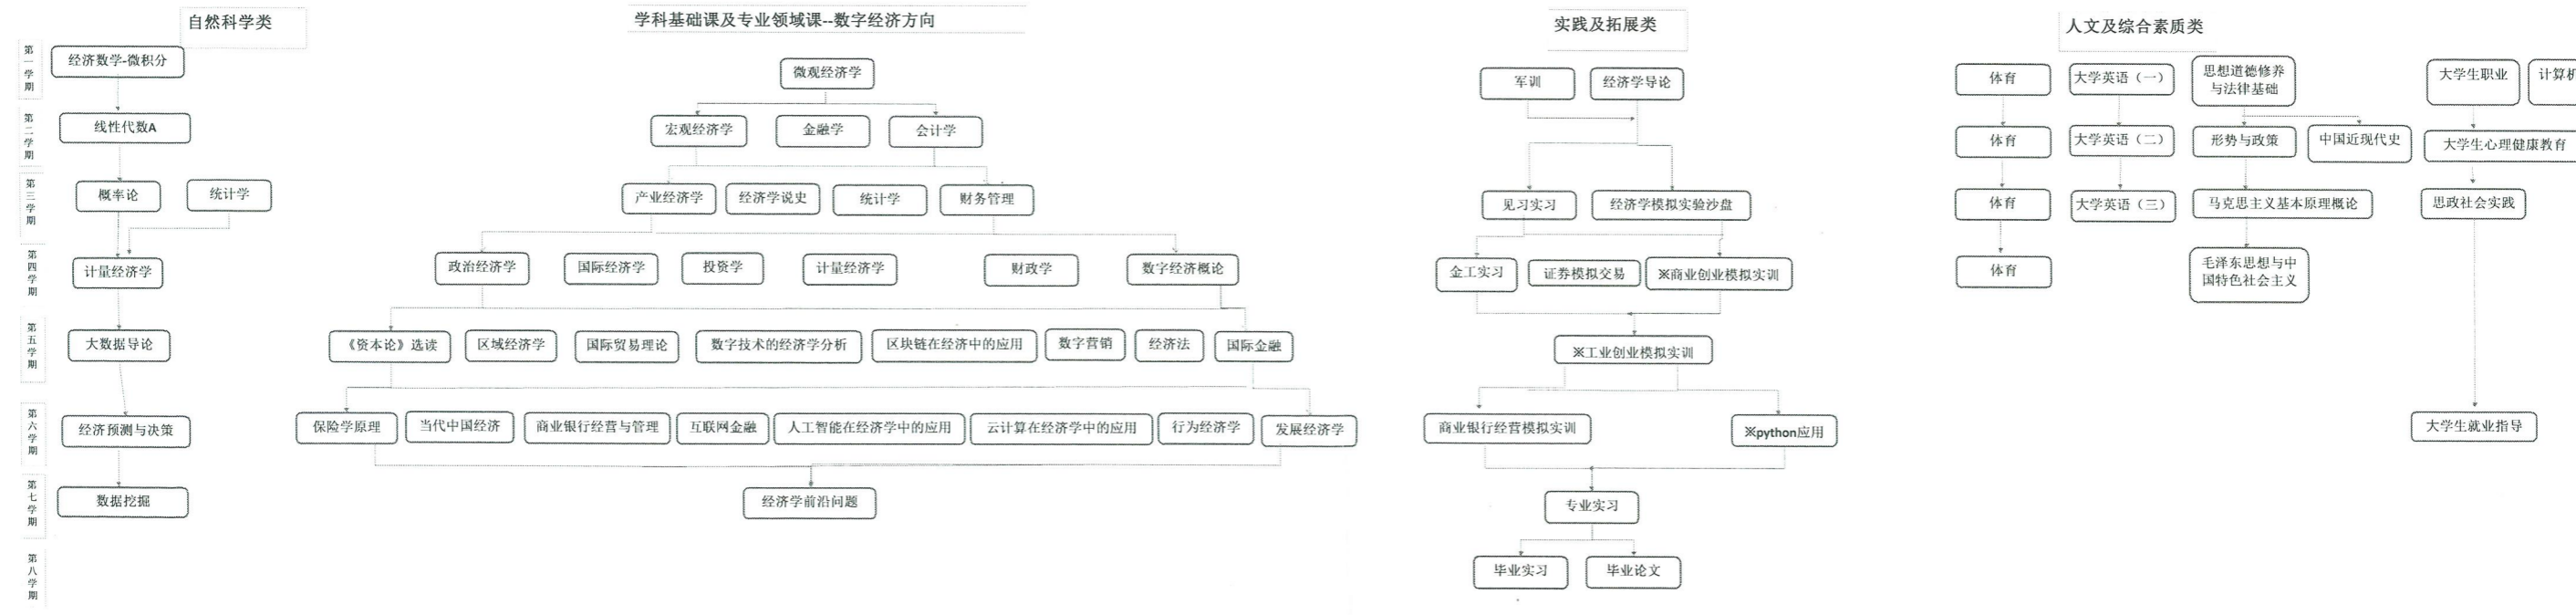 自然科学类
学科基础课及专业领域课--数字经济方向
实践及拓展类
人文及综合素质类
第一学期
经济数学-微积分
微观经济学
军训
经济学导论
体育
大学英语（一）
思想道德修养
与法律基础
大学生职业
计算机
第二学期
线性代数A
宏观经济学
金融学
会计学
体育
大学英语（二）
形势与政策
中国近现代史
大学生心理健康教育
第三学期
概率论
统计学
产业经济学
经济学说史
统计学
财务管理
见习实习
经济学模拟实验沙盘
体育
大学英语（三）
马克思主义基本原理概论
思政社会实践
第四学期
计量经济学
政治经济学
国际经济学
投资学
计量经济学
财政学
数字经济概论
金工实习
证券模拟交易
※商业创业模拟实训
体育
毛泽东思想与中
国特色社会主义
第五学期
大数据导论
《资本论》选读
区域经济学
国际贸易理论
数字技术的经济学分析
区块链在经济中的应用
数字营销
经济法
国际金融
※工业创业模拟实训
第六学期
经济预测与决策
保险学原理
当代中国经济
商业银行经营与管理
互联网金融
人工智能在经济学中的应用
云计算在经济学中的应用
行为经济学
发展经济学
商业银行经营模拟实训
※python应用
大学生就业指导
第七学期
数据挖掘
经济学前沿问题
专业实习
第八学期
毕业实习
毕业论文